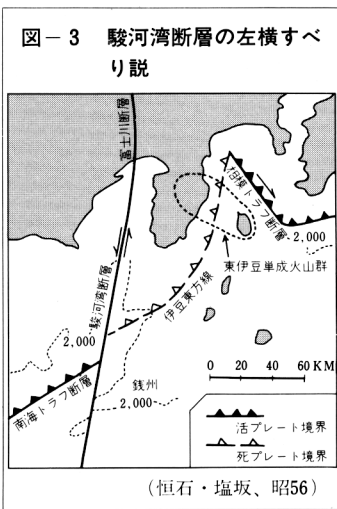 図－3 駿河湾断層の左横すべ
り説
富士川断層
相模トラフ断層
2,000
東伊豆単成火山群
駿河湾断層
伊豆東方線
2,000
南海トラフ断層
銭州
2,000
0 20 40 60 KM
活プレート境界
死プレート境界
(恒石・塩坂、昭56)